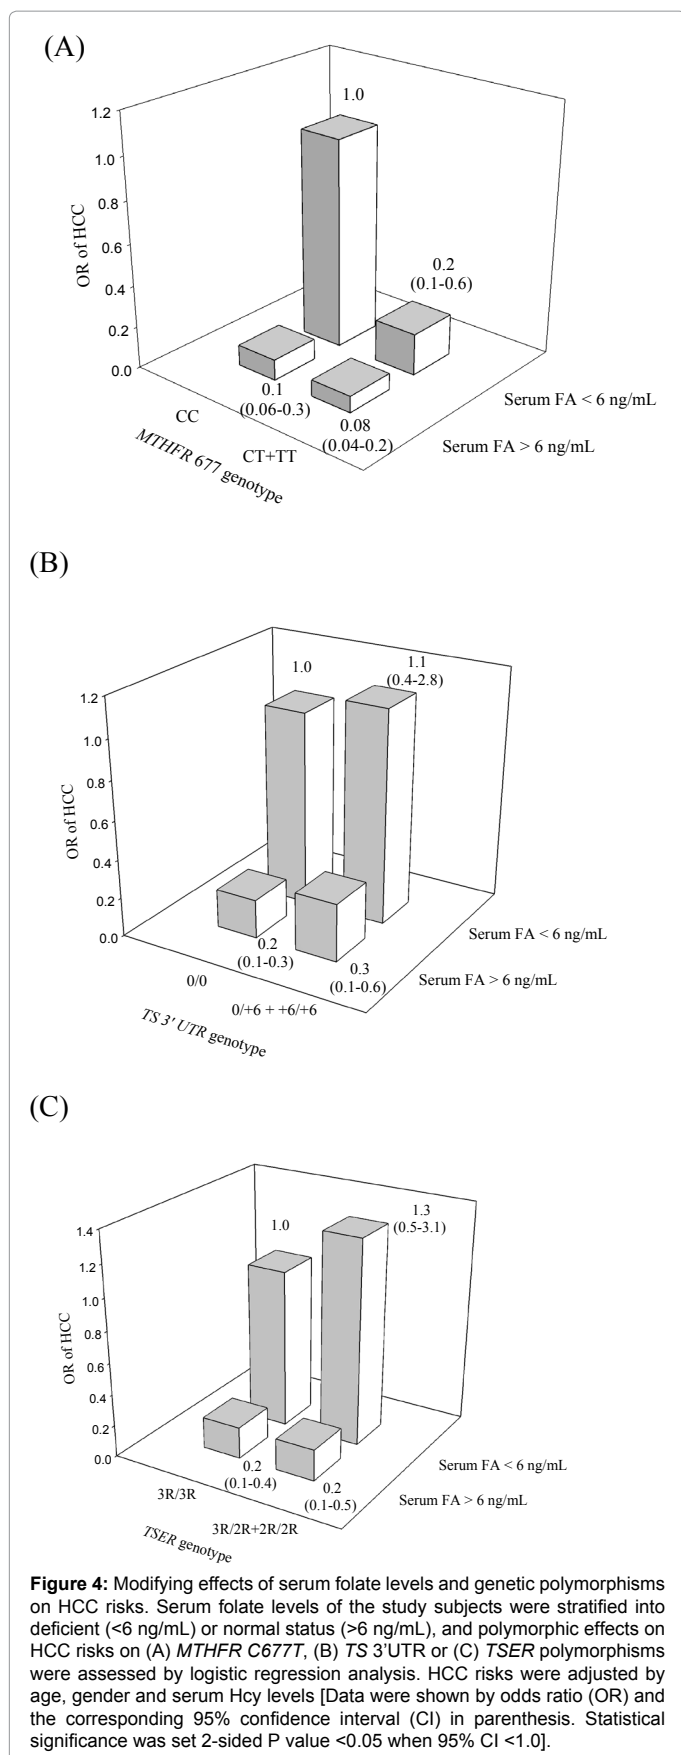 (A)
1.0
1.2
1.0
0.8
0.6
0.4
0.2
0.0
OR of HCC
0.2
(0.1-0.6)
0.1
(0.06-0.3)
0.08
(0.04-0.2)
CC
CT+TT
MTHFR 677 genotype
Serum FA < 6 ng/mL
Serum FA > 6 ng/mL
(B)
1.0
1.1
(0.4-2.8)
1.2
1.0
0.8
0.6
0.4
0.2
0.0
OR of HCC
0.2
(0.1-0.3)
0.3
(0.1-0.6)
0/0
0/+6 + +6/+6
TS 3' UTR genotype
Serum FA < 6 ng/mL
Serum FA > 6 ng/mL
(C)
1.0
1.3
(0.5-3.1)
1.4
1.2
1.0
0.8
0.6
0.4
0.2
0.0
OR of HCC
0.2
(0.1-0.4)
0.2
(0.1-0.5)
3R/3R
3R/2R+2R/2R
TSER genotype
Serum FA < 6 ng/mL
Serum FA > 6 ng/mL
Figure 4: Modifying effects of serum folate levels and genetic polymorphisms
on HCC risks. Serum folate levels of the study subjects were stratified into
deficient (<6 ng/mL) or normal status (>6 ng/mL), and polymorphic effects on
HCC risks on (A) MTHFR C677T, (B) TS 3’UTR or (C) TSER polymorphisms
were assessed by logistic regression analysis. HCC risks were adjusted by
age, gender and serum Hcy levels [Data were shown by odds ratio (OR) and
the corresponding 95% confidence interval (CI) in parenthesis. Statistical
significance was set 2-sided P value <0.05 when 95% CI <1.0].